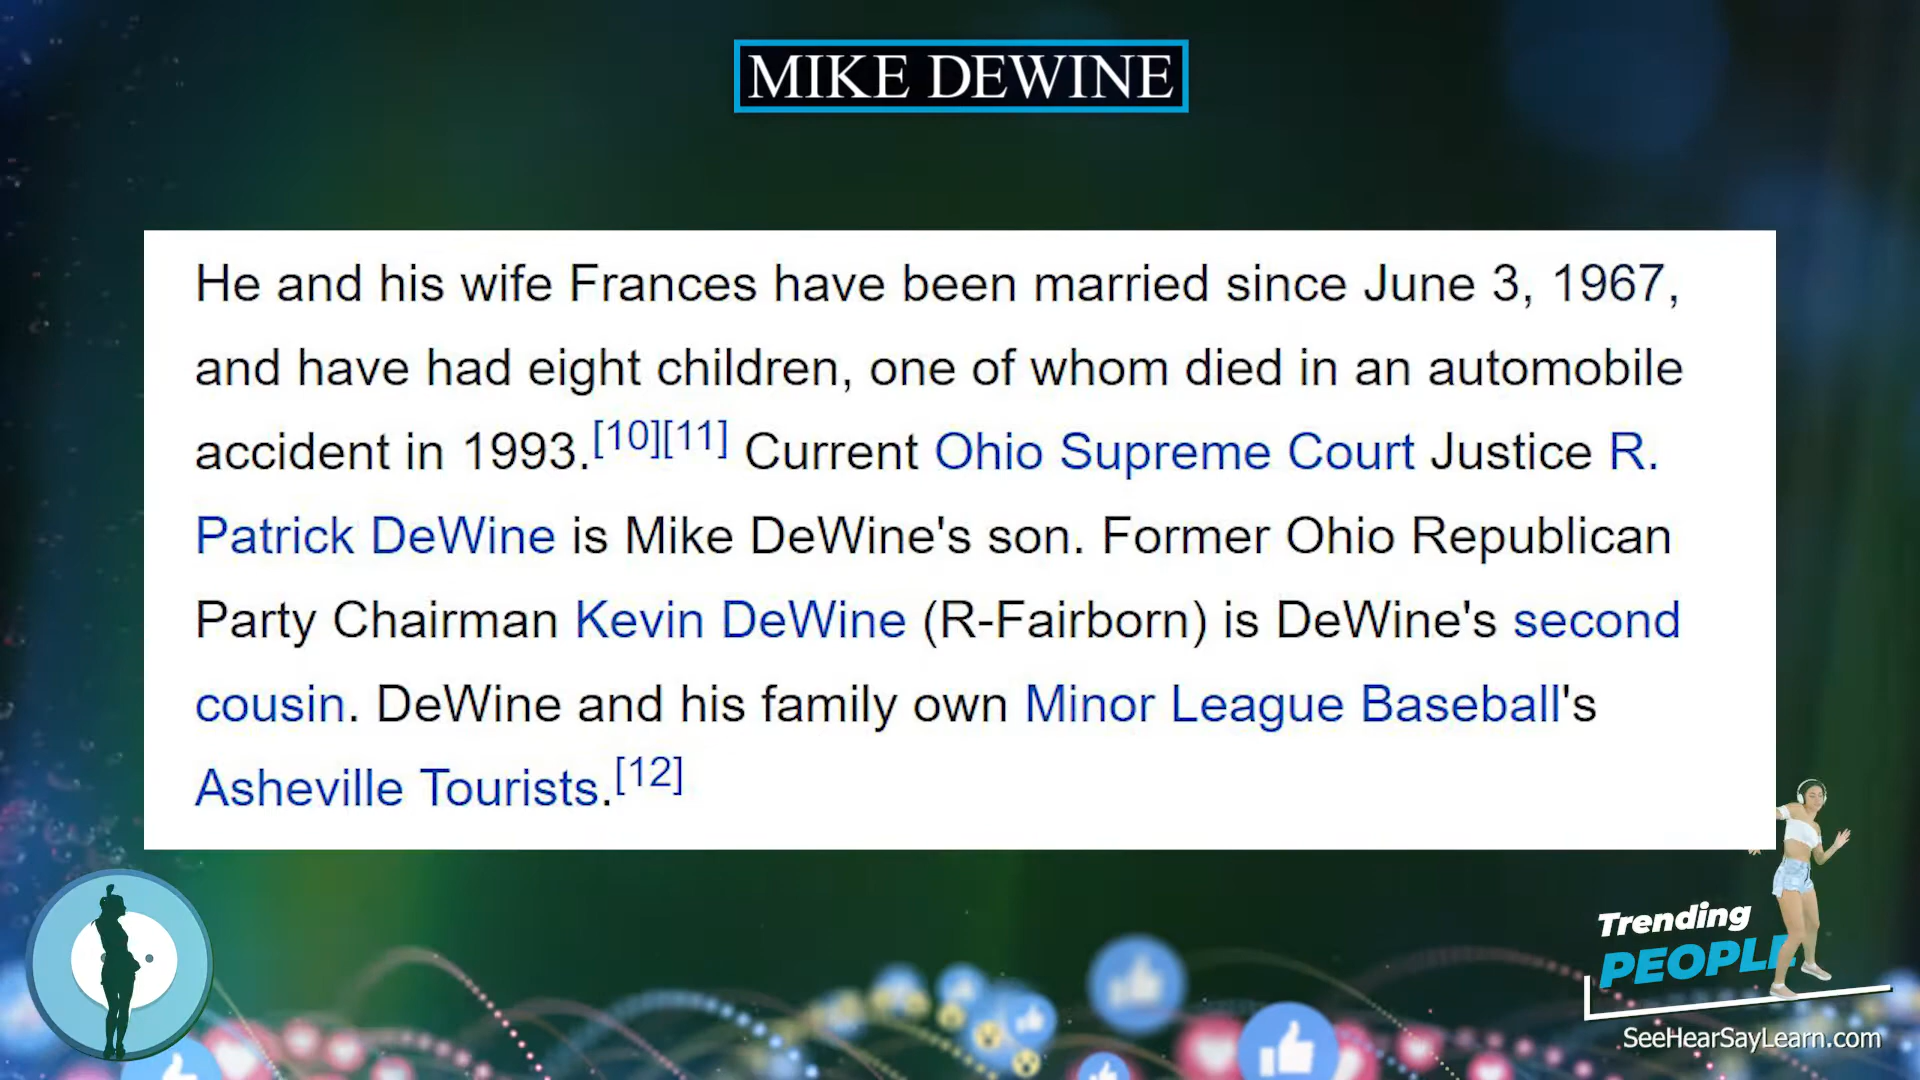 MIKE DEWINE
He and his wife Frances have been married since June 3, 1967,
and have had eight children, one of whom died in an automobile
accident in 1993.[10][11] Current Ohio Supreme Court Justice R.
Patrick DeWine is Mike DeWine's son. Former Ohio Republican
Party Chairman Kevin DeWine (R-Fairborn) is DeWine's second
cousin. DeWine and his family own Minor League Baseball's
Asheville Tourists.[12]
Trending
PEOPLE
SeeHearSayLearn.com